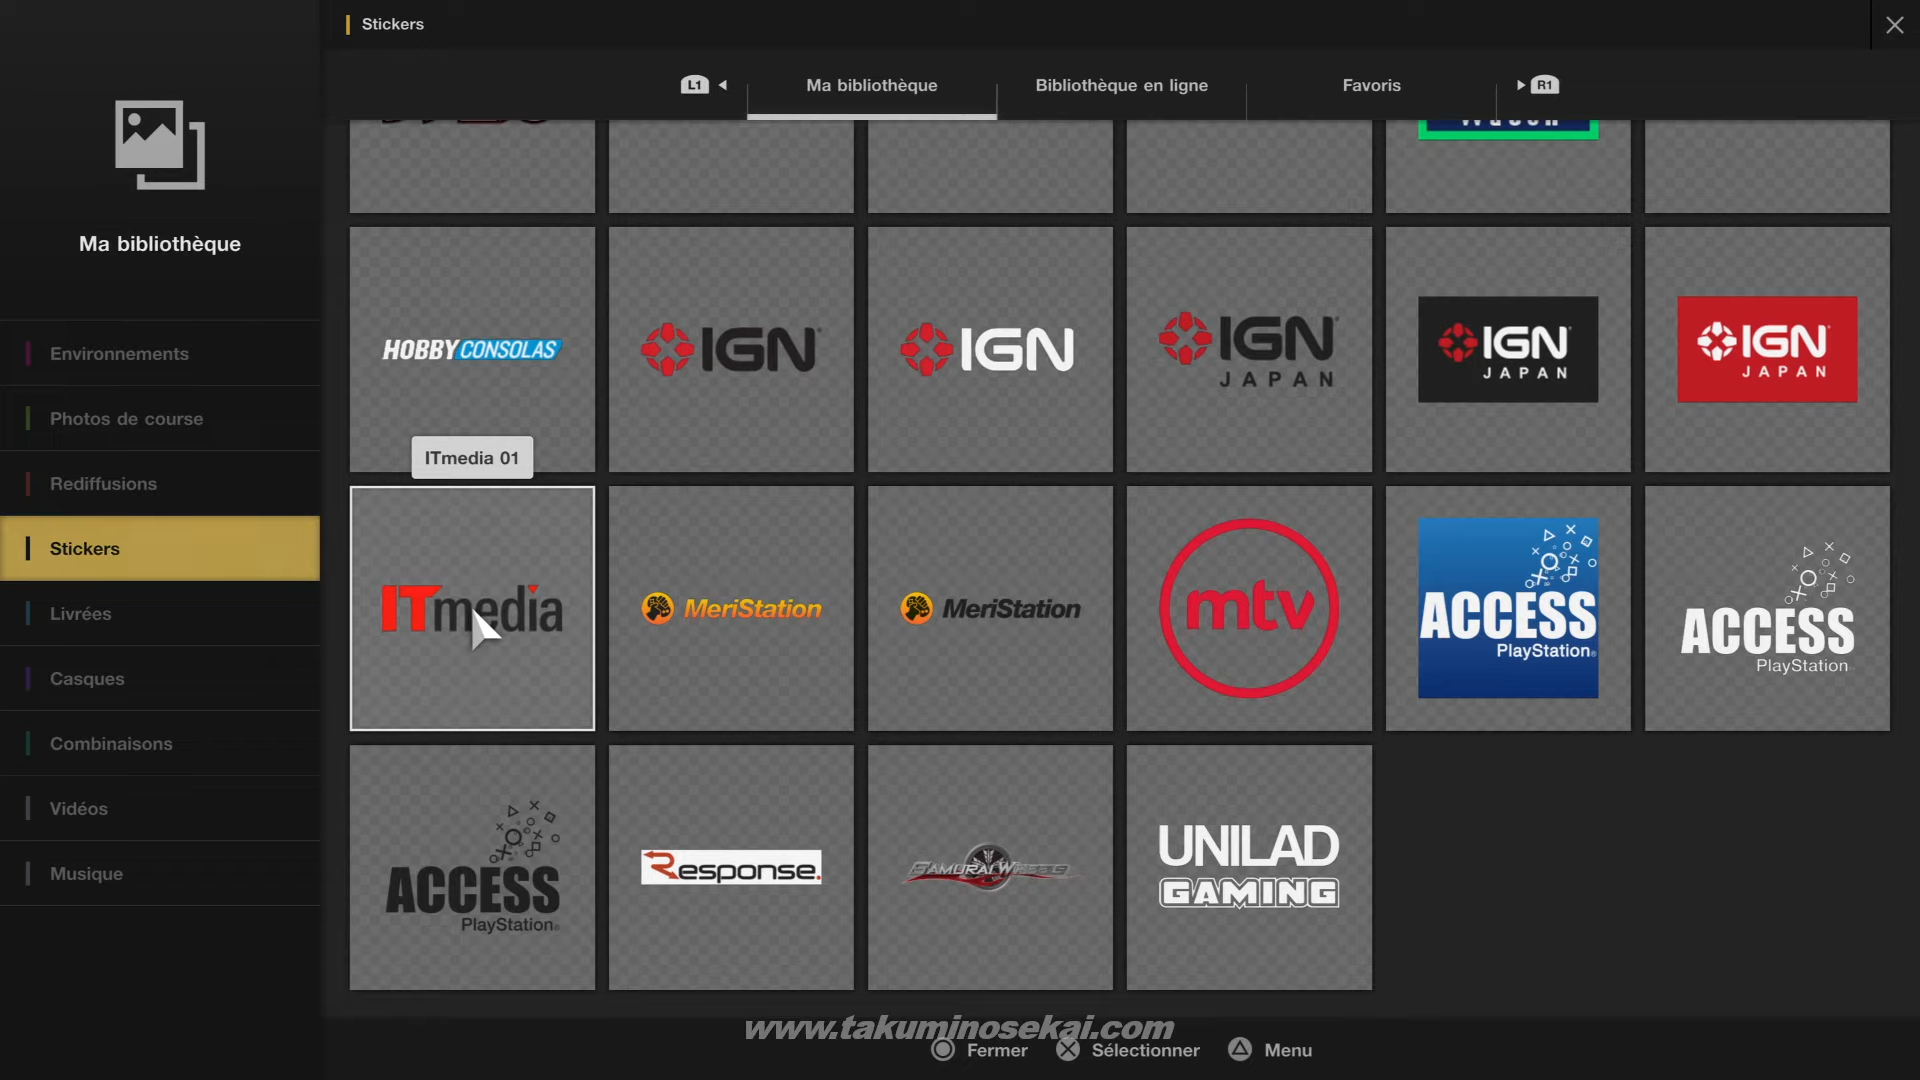 Stickers
L1
Ma bibliothèque
Bibliothèque en ligne
Favoris
R1
Ma bibliothèque
Environnements
Photos de course
Rediffusions
Stickers
Livrées
Casques
Combinaisons
Vidéos
Musique
HOBBYCONSOLAS
IGN
IGN
IGN
JAPAN
IGN
JAPAN
IGN
JAPAN
ITmedia 01
ITmedia
MeriStation
MeriStation
mtv
ACCESS
PlayStation®
ACCESS
PlayStation
ACCESS
PlayStation®
Response.
SAMURAI WHEELS
UNILAD
GAMING
www.takuminosekai.com
Fermer
Sélectionner
Menu